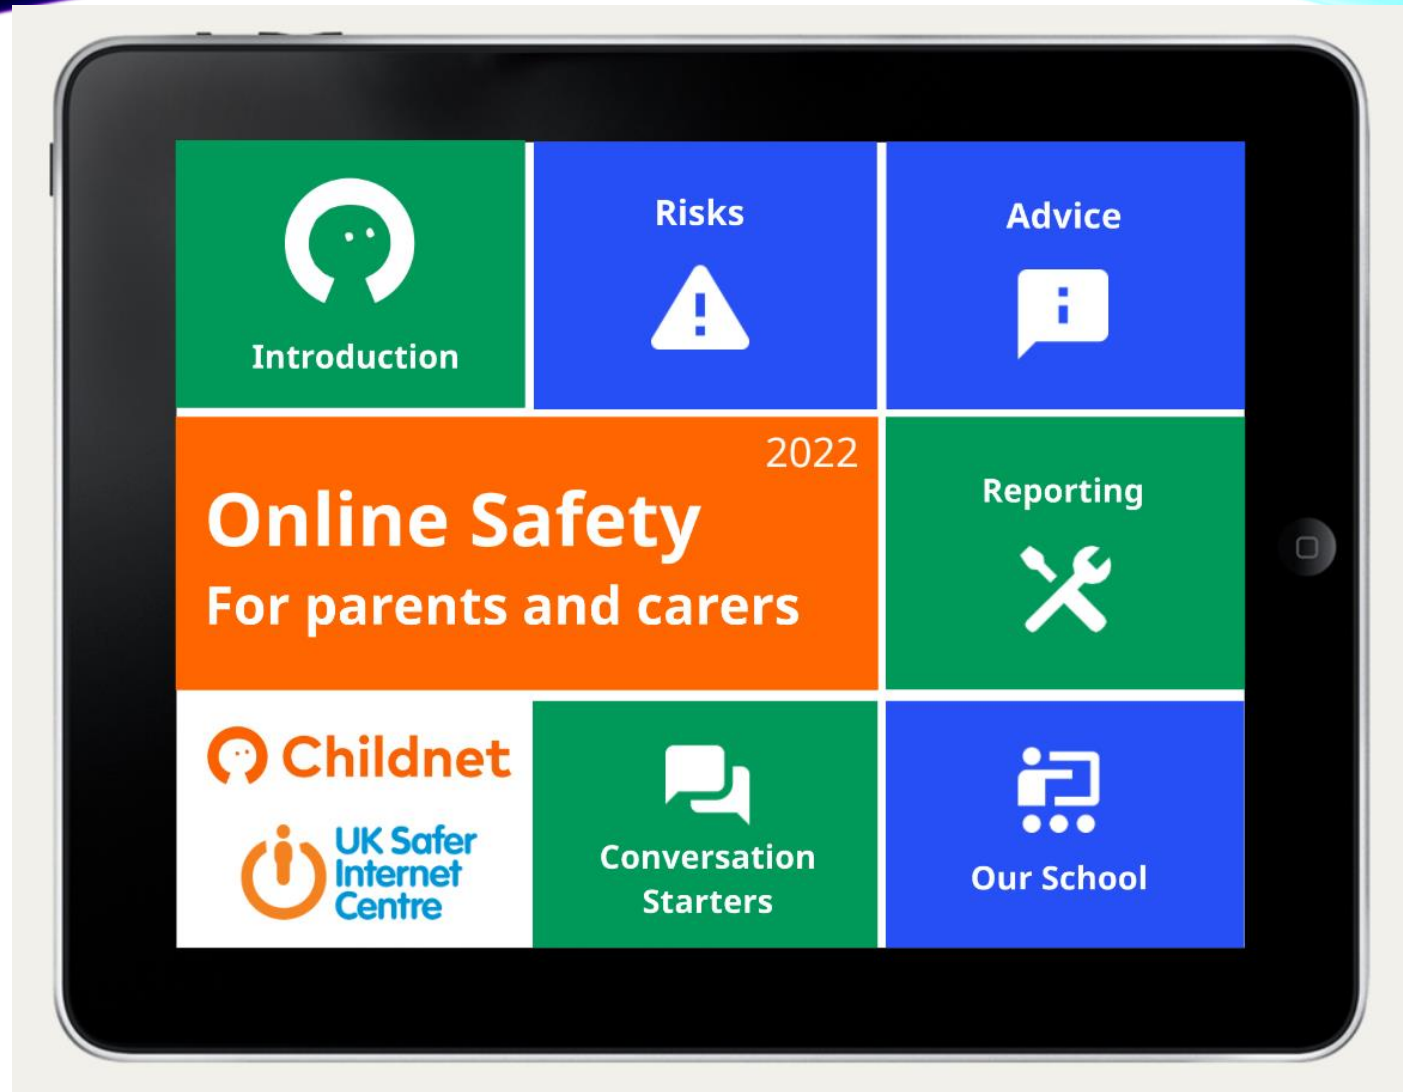 Introduction
Risks
Advice
2022
Online Safety
For parents and carers
Reporting
Childnet
UK Safer
Internet
Centre
Conversation
Starters
Our School